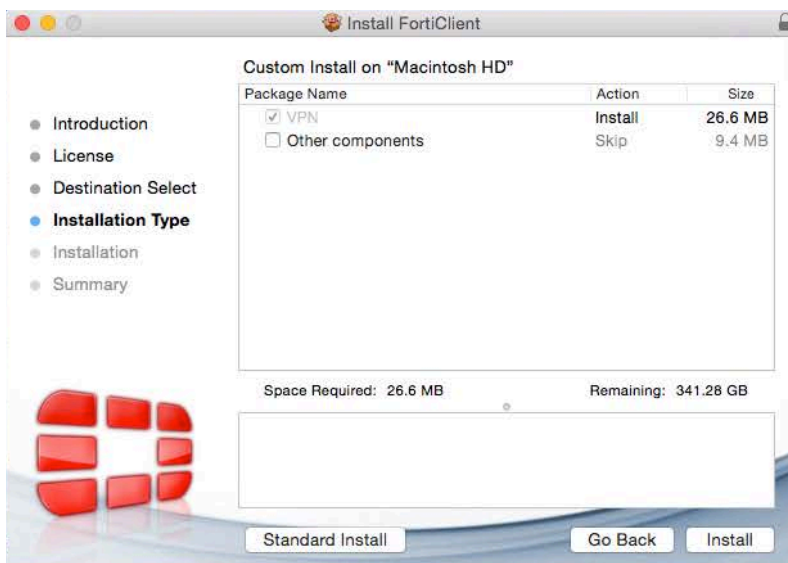 Install FortiClient
Custom Install on “Macintosh HD”
Package Name Action Size
VPN Install 26.6 MB
Other components Skip 9.4 MB
Introduction
License
Destination Select
Installation Type
Installation
Summary
Space Required: 26.6 MB Remaining: 341.28 GB
Standard Install Go Back Install